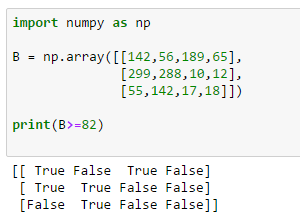 import numpy as np
B = np.array([[142,56,189,65],
              [299,288,10,12],
              [55,142,17,18]])
print(B>=82)
[[ True False  True False]
 [ True  True False False]
 [False  True False False]]